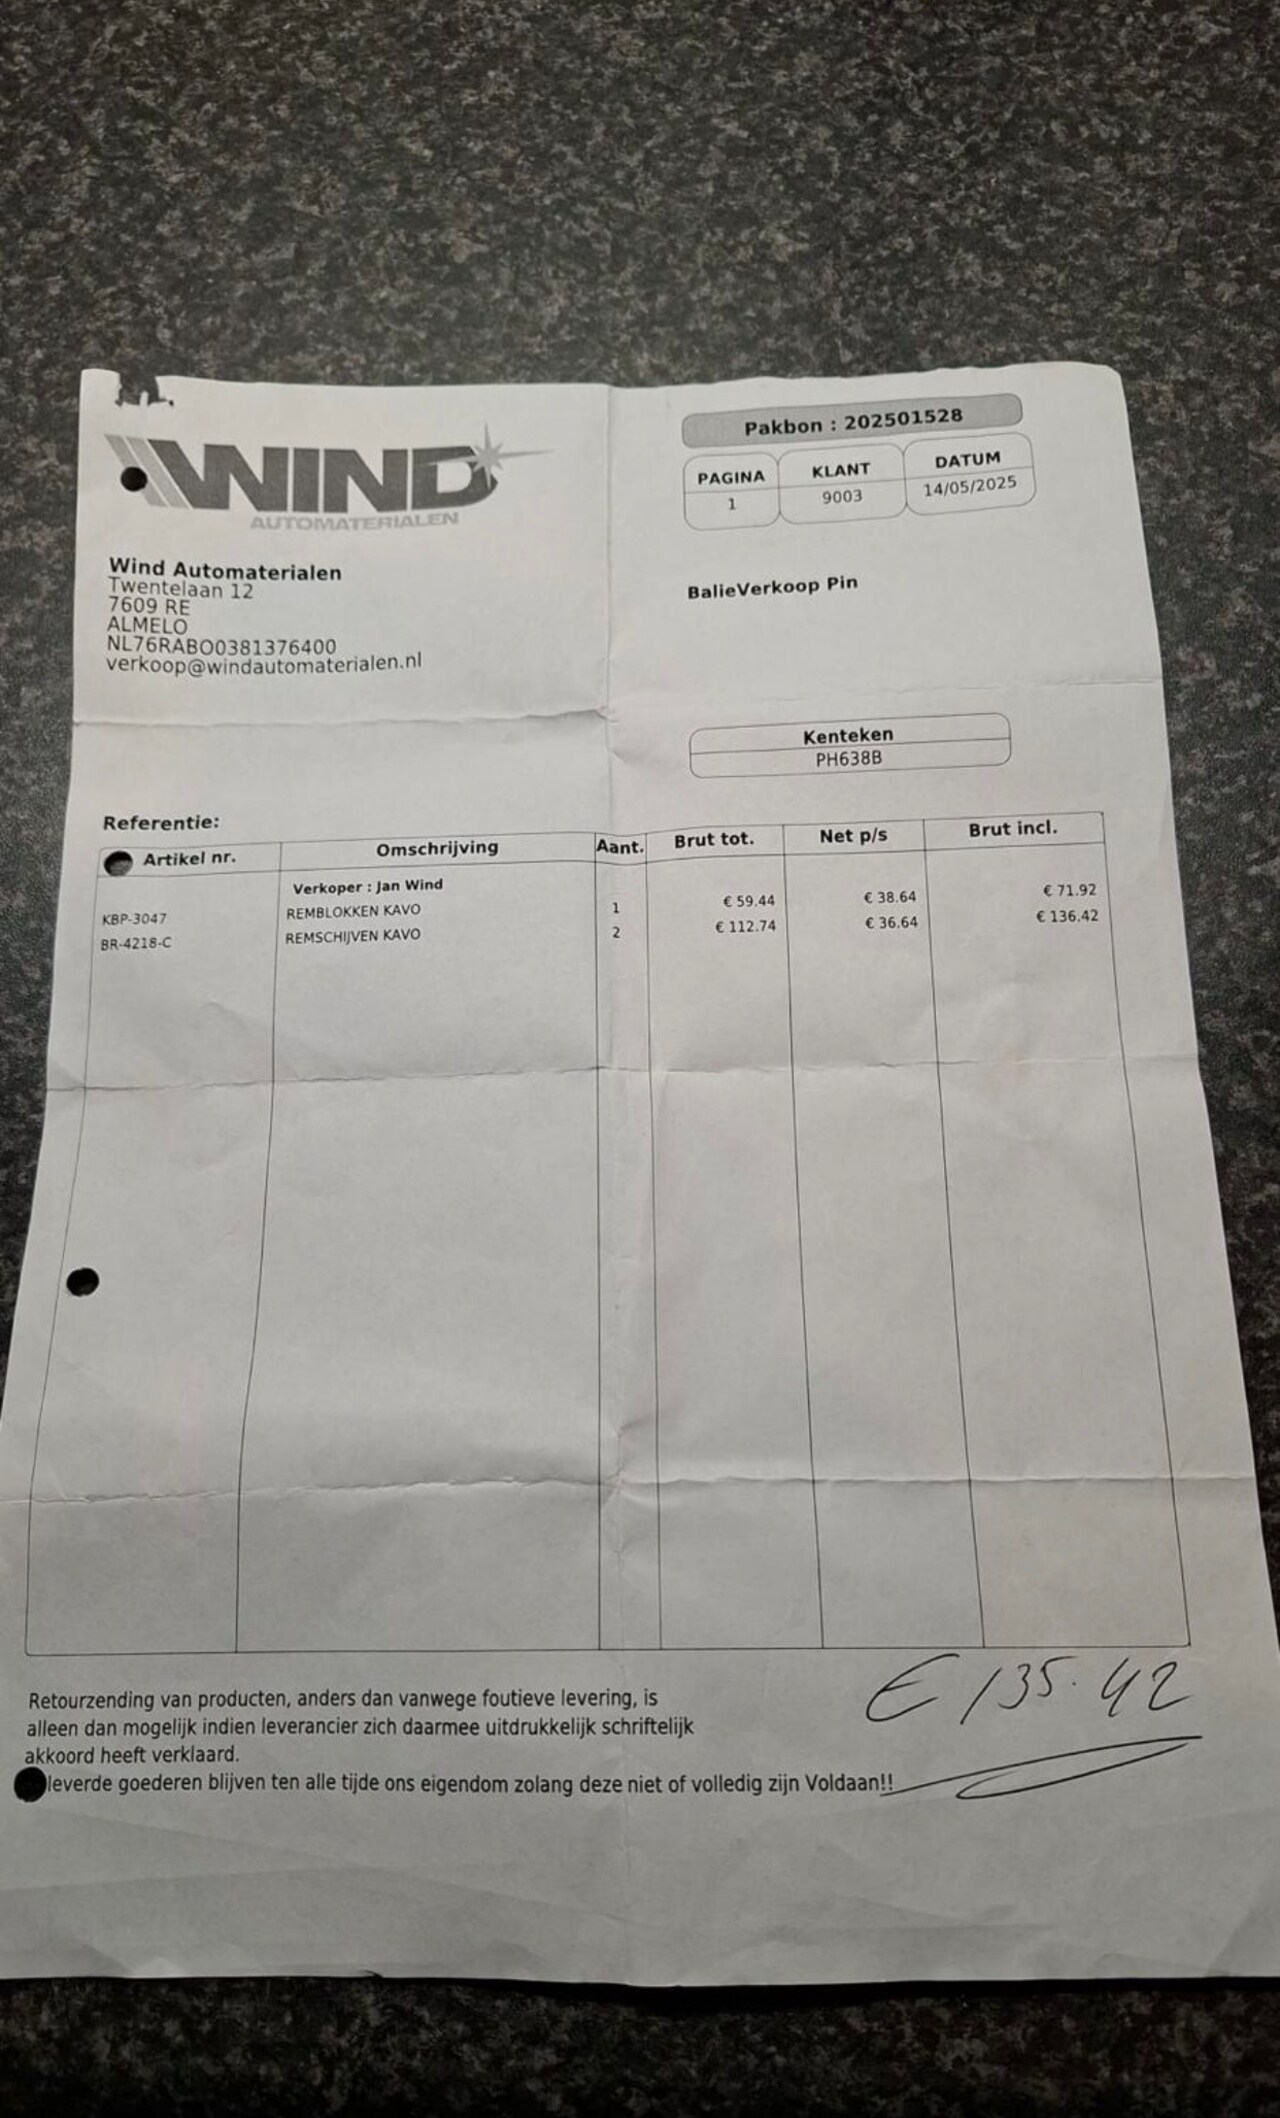 WIND
AUTOMATERIALEN
Pakbon : 202501528
PAGINA KLANT DATUM
1 9003 14/05/2025
Wind Automaterialen
Twentelaan 12
7609 RE
ALMELO
NL76RABO0381376400
verkoop@windautomaterialen.nl
BalieVerkoop Pin
Kenteken
PH638B
Referentie:
Artikel nr. Omschrijving Aant. Brut tot. Net p/s Brut incl.
Verkoper : Jan Wind
KBP-3047 REMBLOKKEN KAVO 1 € 59.44 € 38.64 € 71.92
BR-4218-C REMSCHIJVEN KAVO 2 € 112.74 € 36.64 € 136.42
€ 135.42
Retourzending van producten, anders dan vanwege foutieve levering, is
alleen dan mogelijk indien leverancier zich daarmee uitdrukkelijk schriftelijk
akkoord heeft verklaard.
leverde goederen blijven ten alle tijde ons eigendom zolang deze niet of volledig zijn Voldaan!!